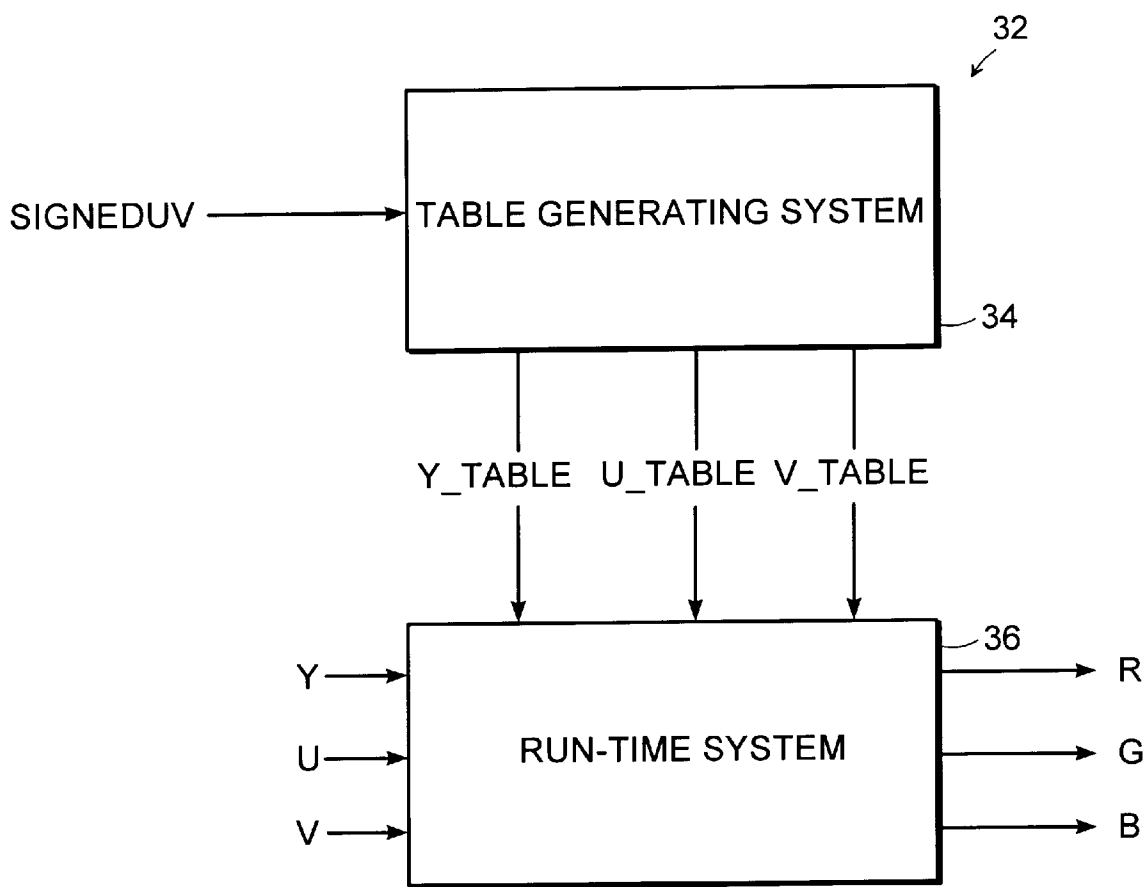 32
SIGNEDUV
TABLE GENERATING SYSTEM
34
Y_TABLE U_TABLE V_TABLE
36
Y R
RUN-TIME SYSTEM
U G
V B